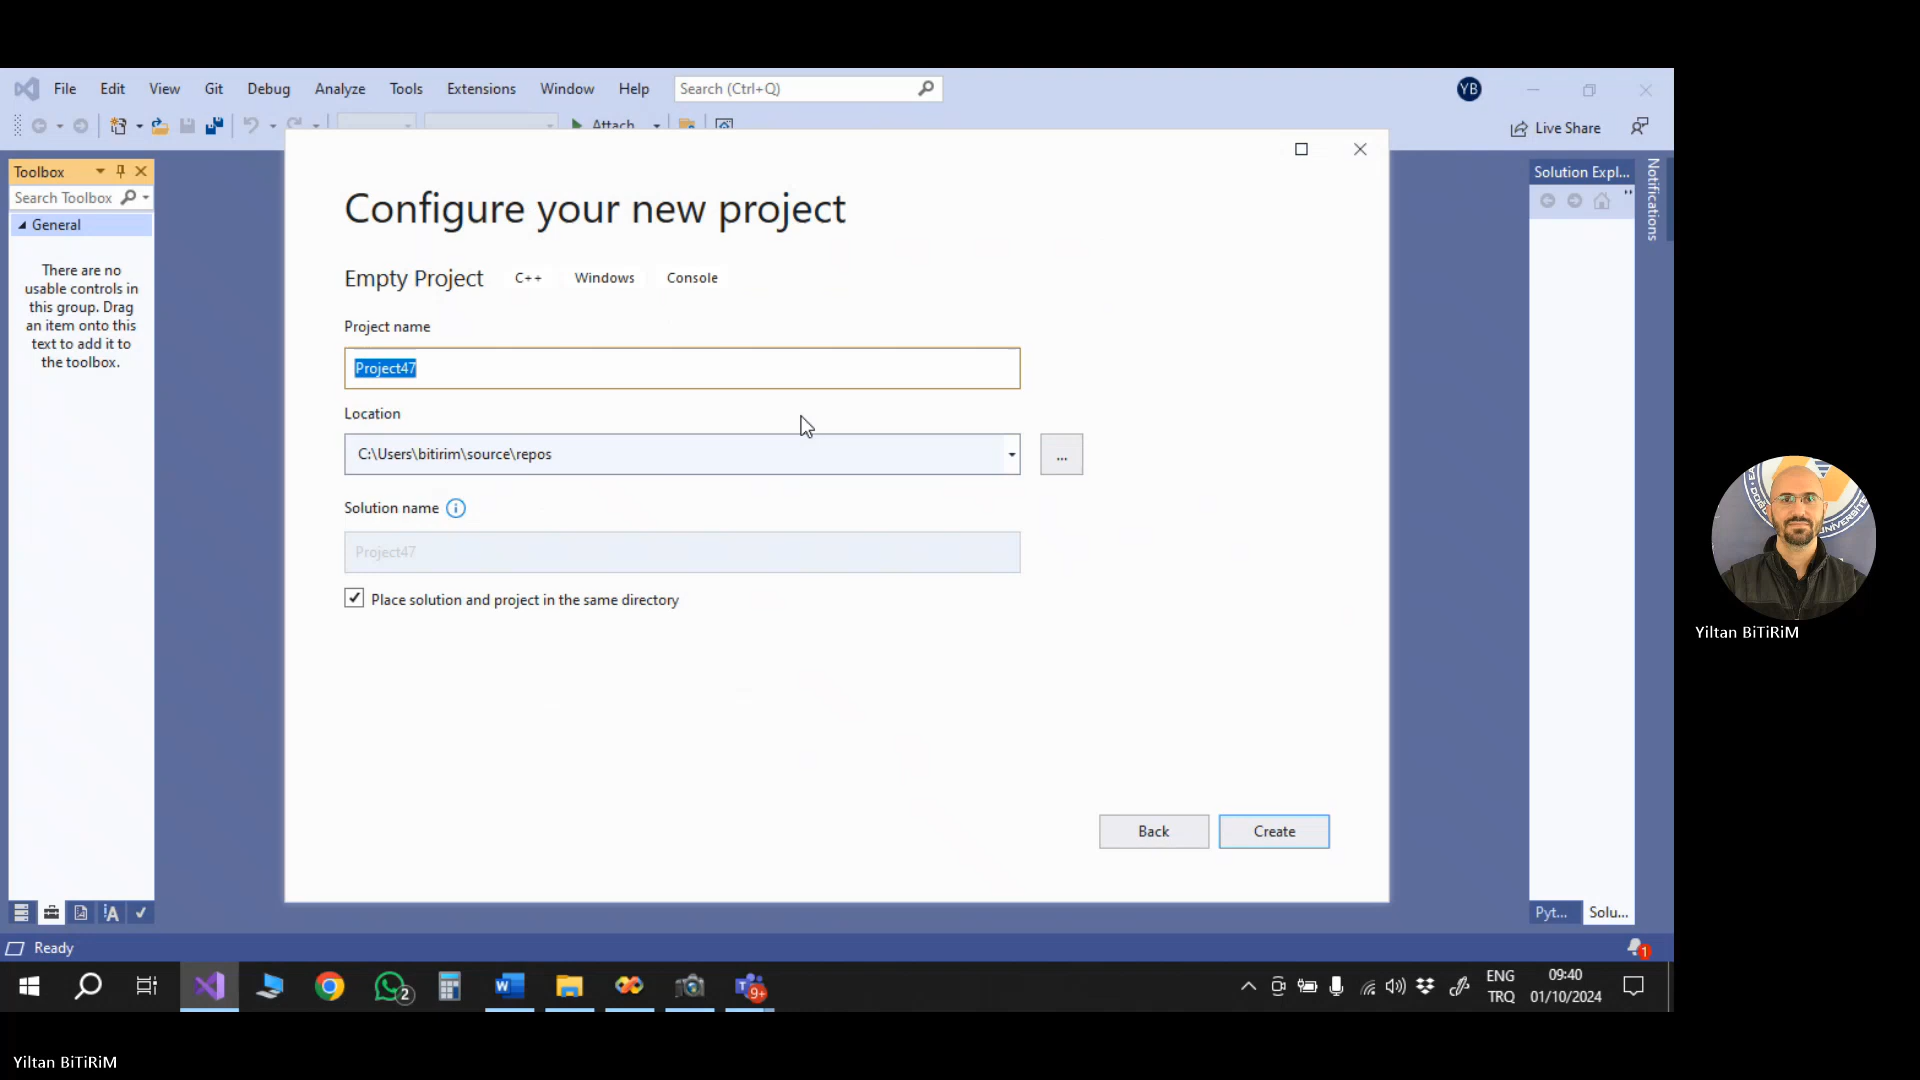 File Edit View Git Debug Analyze Tools Extensions Window Help Search (Ctrl+Q) YB
Attach Live Share
Toolbox
Search Toolbox
General
There are no
usable controls in
this group. Drag
an item onto this
text to add it to
the toolbox.
Configure your new project
Empty Project C++ Windows Console
Project name
Project47
Location
C:\Users\bitirim\source\repos
...
Solution name
Project47
Place solution and project in the same directory
Back Create
Solution Expl...
Notifications
Pyt... Solu...
Ready
1
2
9+
ENG
TRQ
09:40
01/10/2024
Yiltan BiTiRiM
Yiltan BiTiRiM